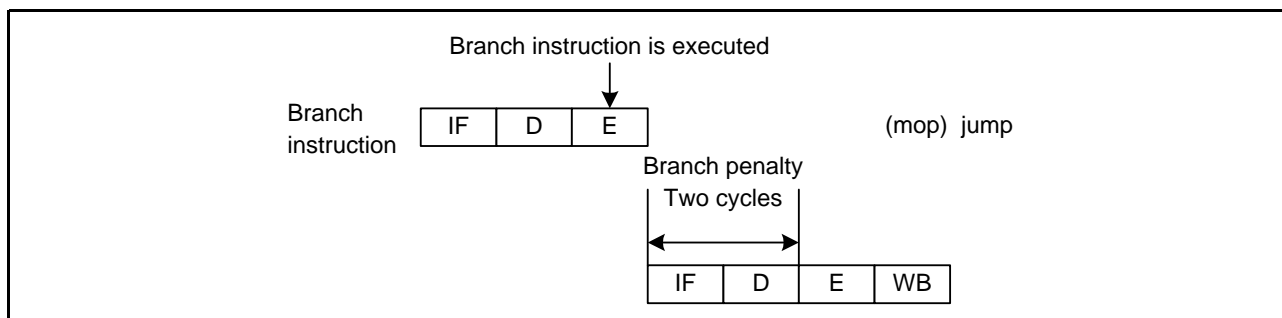 Branch instruction is executed
Branch
instruction
IF D E
(mop) jump
Branch penalty
Two cycles
IF D E WB